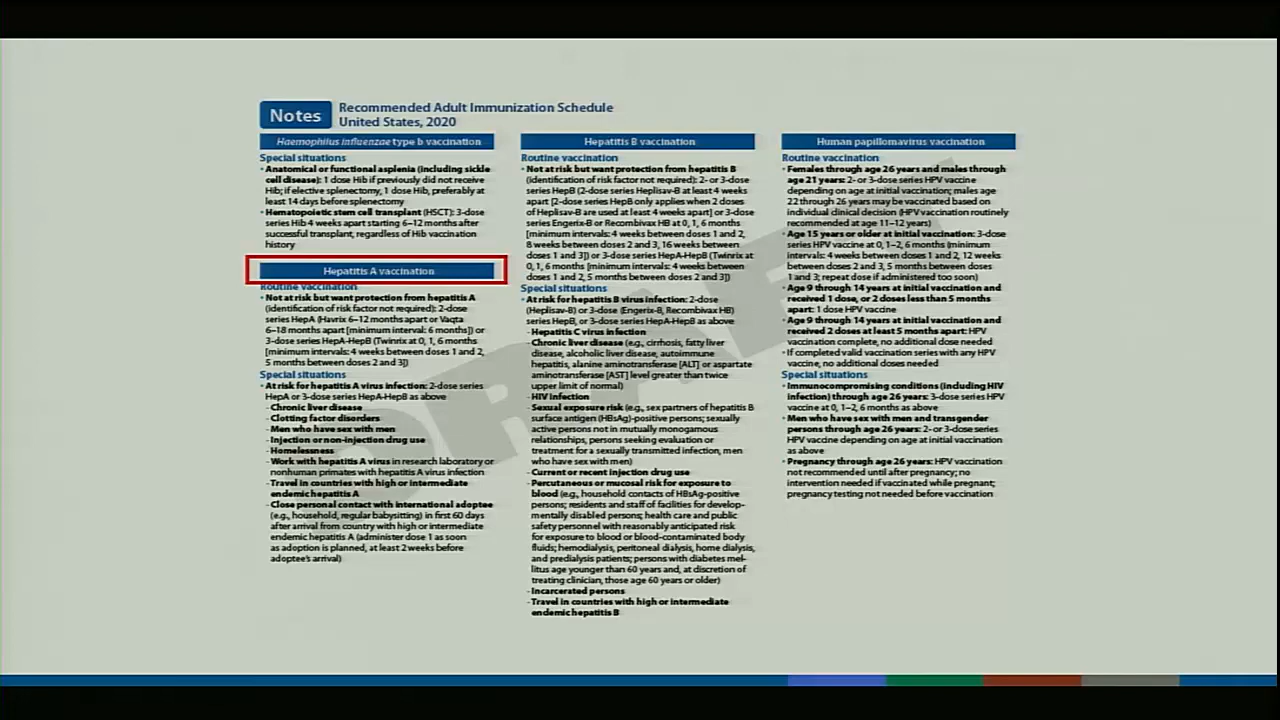 Notes
Recommended Adult Immunization Schedule
United States, 2020
Haemophilus influenzae type b vaccination
Special situations
• Anatomical or functional asplenia (including sickle
cell disease): 1 dose Hib if previously did not receive
Hib; if elective splenectomy, 1 dose Hib, preferably at
least 14 days before splenectomy
• Hematopoietic stem cell transplant (HSCT): 3-dose
series Hib 4 weeks apart starting 6–12 months after
successful transplant, regardless of Hib vaccination
history
Hepatitis A vaccination
Routine vaccination
• Not at risk but want protection from hepatitis A
(identification of risk factor not required): 2-dose
series HepA (Havrix 6–12 months apart or Vaqta
6–18 months apart [minimum interval: 6 months]) or
3-dose series HepA-HepB (Twinrix at 0, 1, 6 months
[minimum intervals: 4 weeks between doses 1 and 2,
5 months between doses 2 and 3])
Special situations
• At risk for hepatitis A virus infection: 2-dose series
HepA or 3-dose series HepA-HepB as above
- Chronic liver disease
- Clotting factor disorders
- Men who have sex with men
- Injection or non-injection drug use
- Homelessness
- Work with hepatitis A virus in research laboratory or
nonhuman primates with hepatitis A virus infection
- Travel in countries with high or intermediate
endemic hepatitis A
- Close personal contact with international adoptee
(e.g., household, regular babysitting) in first 60 days
after arrival from country with high or intermediate
endemic hepatitis A (administer dose 1 as soon
as adoption is planned, at least 2 weeks before
adoptee's arrival)
Hepatitis B vaccination
Routine vaccination
• Not at risk but want protection from hepatitis B
(identification of risk factor not required): 2- or 3-dose
series HepB (2-dose series Heplisav-B at least 4 weeks
apart [2-dose series HepB only applies when 2 doses
of Heplisav-B are used at least 4 weeks apart] or 3-dose
series Engerix-B or Recombivax HB at 0, 1, 6 months
[minimum intervals: 4 weeks between doses 1 and 2,
8 weeks between doses 2 and 3, 16 weeks between
doses 1 and 3]) or 3-dose series HepA-HepB (Twinrix at
0, 1, 6 months [minimum intervals: 4 weeks between
doses 1 and 2, 5 months between doses 2 and 3])
Special situations
• At risk for hepatitis B virus infection: 2-dose
(Heplisav-B) or 3-dose (Engerix-B, Recombivax HB)
series HepB, or 3-dose series HepA-HepB as above
- Hepatitis C virus infection
- Chronic liver disease (e.g., cirrhosis, fatty liver
disease, alcoholic liver disease, autoimmune
hepatitis, alanine aminotransferase [ALT] or aspartate
aminotransferase [AST] level greater than twice
upper limit of normal)
- HIV infection
- Sexual exposure risk (e.g., sex partners of hepatitis B
surface antigen (HBsAg)-positive persons; sexually
active persons not in mutually monogamous
relationships, persons seeking evaluation or
treatment for a sexually transmitted infection, men
who have sex with men)
- Current or recent injection drug use
- Percutaneous or mucosal risk for exposure to
blood (e.g., household contacts of HBsAg-positive
persons; residents and staff of facilities for develop-
mentally disabled persons; health care and public
safety personnel with reasonably anticipated risk
for exposure to blood or blood-contaminated body
fluids; hemodialysis, peritoneal dialysis, home dialysis,
and predialysis patients; persons with diabetes mel-
litus age younger than 60 years and, at discretion of
treating clinician, those age 60 years or older)
- Incarcerated persons
- Travel in countries with high or intermediate
endemic hepatitis B
Human papillomavirus vaccination
Routine vaccination
• Females through age 26 years and males through
age 21 years: 2- or 3-dose series HPV vaccine
depending on age at initial vaccination; males age
22 through 26 years may be vaccinated based on
individual clinical decision (HPV vaccination routinely
recommended at age 11–12 years)
• Age 15 years or older at initial vaccination: 3-dose
series HPV vaccine at 0, 1–2, 6 months (minimum
intervals: 4 weeks between doses 1 and 2, 12 weeks
between doses 2 and 3, 5 months between doses
1 and 3; repeat dose if administered too soon)
• Age 9 through 14 years at initial vaccination and
received 1 dose, or 2 doses less than 5 months
apart: 1 dose HPV vaccine
• Age 9 through 14 years at initial vaccination and
received 2 doses at least 5 months apart: HPV
vaccination complete, no additional dose needed
• If completed valid vaccination series with any HPV
vaccine, no additional doses needed
Special situations
• Immunocompromising conditions (including HIV
infection) through age 26 years: 3-dose series HPV
vaccine at 0, 1–2, 6 months as above
• Men who have sex with men and transgender
persons through age 26 years: 2- or 3-dose series
HPV vaccine depending on age at initial vaccination
as above
• Pregnancy through age 26 years: HPV vaccination
not recommended until after pregnancy; no
intervention needed if vaccinated while pregnant;
pregnancy testing not needed before vaccination
DRAFT